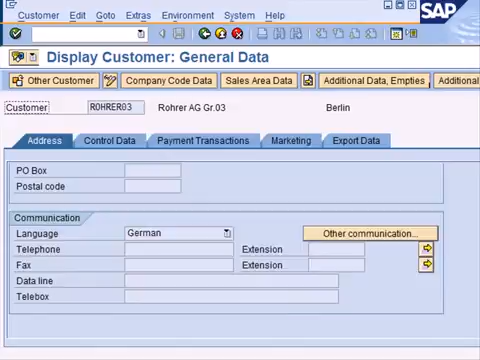 Customer Edit Goto Extras Environment System Help
SAP
Display Customer: General Data
Other Customer Company Code Data Sales Area Data Additional Data, Empties Additional
Customer ROHRER03 Rohrer AG Gr.03 Berlin
Address Control Data Payment Transactions Marketing Export Data
PO Box
Postal code
Communication
Language German Other communication...
Telephone Extension
Fax Extension
Data line
Telebox